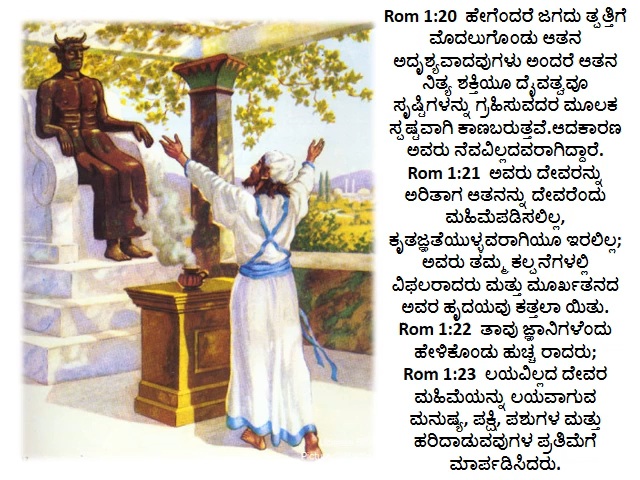 Rom 1:20 ಹೇಗೆಂದರೆ ಜಗದು ತ್ಪತ್ತಿಗೆ
ಮೊದಲುಗೊಂಡು ಆತನ
ಅದೃಶ್ಯವಾದವುಗಳು ಅಂದರೆ ಆತನ
ನಿತ್ಯ ಶಕ್ತಿಯೂ ದೈವತ್ವವೂ
ಸೃಷ್ಟಿಗಳನ್ನು ಗ್ರಹಿಸುವದರ ಮೂಲಕ
ಸ್ಪಷ್ಟವಾಗಿ ಕಾಣಬರುತ್ತವೆ.ಆದಕಾರಣ
ಅವರು ನೆವವಿಲ್ಲದವರಾಗಿದ್ದಾರೆ.
Rom 1:21 ಅವರು ದೇವರನ್ನು
ಅರಿತಾಗ ಆತನನ್ನು ದೇವರೆಂದು
ಮಹಿಮೆಪಡಿಸಲಿಲ್ಲ,
ಕೃತಜ್ಞತೆಯುಳ್ಳವರಾಗಿಯೂ ಇರಲಿಲ್ಲ;
ಅವರು ತಮ್ಮ ಕಲ್ಪನೆಗಳಲ್ಲಿ
ವಿಫಲರಾದರು ಮತ್ತು ಮೂರ್ಖತನದ
ಅವರ ಹೃದಯವು ಕತ್ತಲಾ ಯಿತು.
Rom 1:22 ತಾವು ಜ್ಞಾನಿಗಳೆಂದು
ಹೇಳಿಕೊಂಡು ಹುಚ್ಚ ರಾದರು;
Rom 1:23 ಲಯವಿಲ್ಲದ ದೇವರ
ಮಹಿಮೆಯನ್ನು ಲಯವಾಗುವ
ಮನುಷ್ಯ, ಪಕ್ಷಿ, ಪಶುಗಳ ಮತ್ತು
ಹರಿದಾಡುವವುಗಳ ಪ್ರತಿಮೆಗೆ
ಮಾರ್ಪಡಿಸಿದರು.